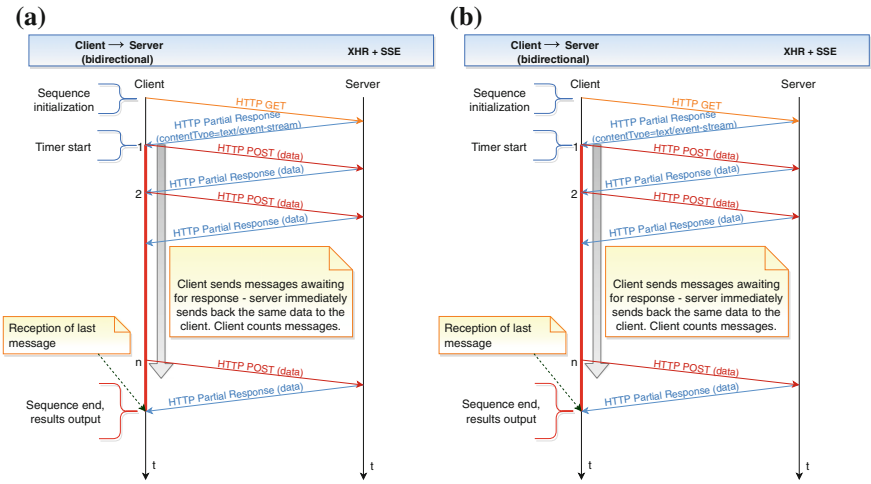 (a)
Client → Server
(bidirectional)
XHR + SSE
Client
Server
Sequence
initialization
HTTP GET
HTTP Partial Response
(contentType=text/event-stream)
Timer start
1
HTTP POST (data)
HTTP Partial Response (data)
2
HTTP POST (data)
HTTP Partial Response (data)
Client sends messages awaiting
for response - server immediately
sends back the same data to the
client. Client counts messages.
Reception of last
message
n
HTTP POST (data)
HTTP Partial Response (data)
Sequence end,
results output
t
t
(b)
Client → Server
(bidirectional)
XHR + SSE
Client
Server
Sequence
initialization
HTTP GET
HTTP Partial Response
(contentType=text/event-stream)
Timer start
1
HTTP POST (data)
HTTP Partial Response (data)
2
HTTP POST (data)
HTTP Partial Response (data)
Client sends messages awaiting
for response - server immediately
sends back the same data to the
client. Client counts messages.
Reception of last
message
n
HTTP POST (data)
HTTP Partial Response (data)
Sequence end,
results output
t
t